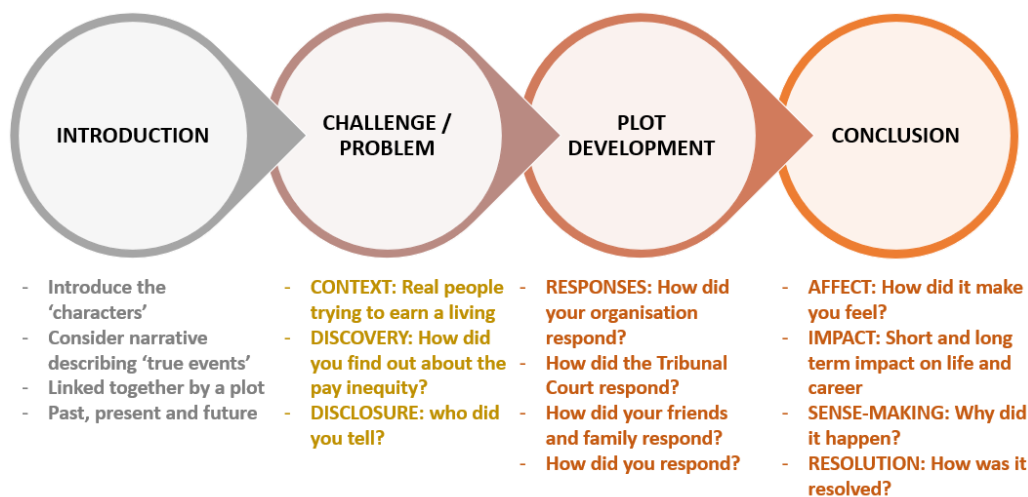 INTRODUCTION
- Introduce the
‘characters’
- Consider narrative
describing ‘true events’
- Linked together by a plot
- Past, present and future
CHALLENGE /
PROBLEM
- CONTEXT: Real people
trying to earn a living
- DISCOVERY: How did
you find out about the
pay inequity?
- DISCLOSURE: who did
you tell?
PLOT
DEVELOPMENT
- RESPONSES: How did
your organisation
respond?
- How did the Tribunal
Court respond?
- How did your friends
and family respond?
- How did you respond?
CONCLUSION
- AFFECT: How did it make
you feel?
- IMPACT: Short and long
term impact on life and
career
- SENSE-MAKING: Why did
it happen?
- RESOLUTION: How was it
resolved?